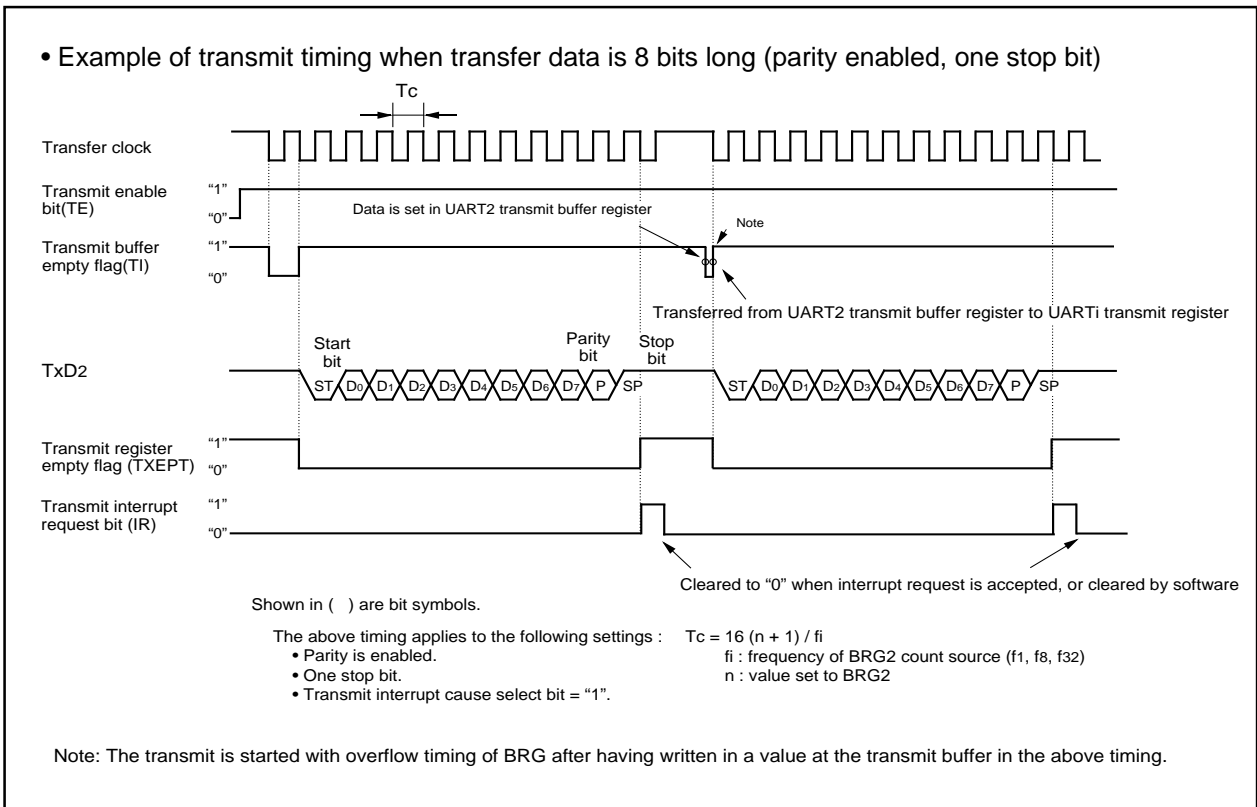 • Example of transmit timing when transfer data is 8 bits long (parity enabled, one stop bit)
Tc
Transfer clock
Transmit enable
bit(TE)
“1”
“0”
Data is set in UART2 transmit buffer register
Note
Transmit buffer
empty flag(TI)
“1”
“0”
Transferred from UART2 transmit buffer register to UARTi transmit register
Start
bit
Parity
bit
Stop
bit
TxD2
ST D0 D1 D2 D3 D4 D5 D6 D7 P SP
ST D0 D1 D2 D3 D4 D5 D6 D7 P SP
Transmit register
empty flag (TXEPT)
“1”
“0”
Transmit interrupt
request bit (IR)
“1”
“0”
Cleared to “0” when interrupt request is accepted, or cleared by software
Shown in ( ) are bit symbols.
The above timing applies to the following settings :
• Parity is enabled.
• One stop bit.
• Transmit interrupt cause select bit = “1”.
Tc = 16 (n + 1) / fi
fi : frequency of BRG2 count source (f1, f8, f32)
n : value set to BRG2
Note: The transmit is started with overflow timing of BRG after having written in a value at the transmit buffer in the above timing.